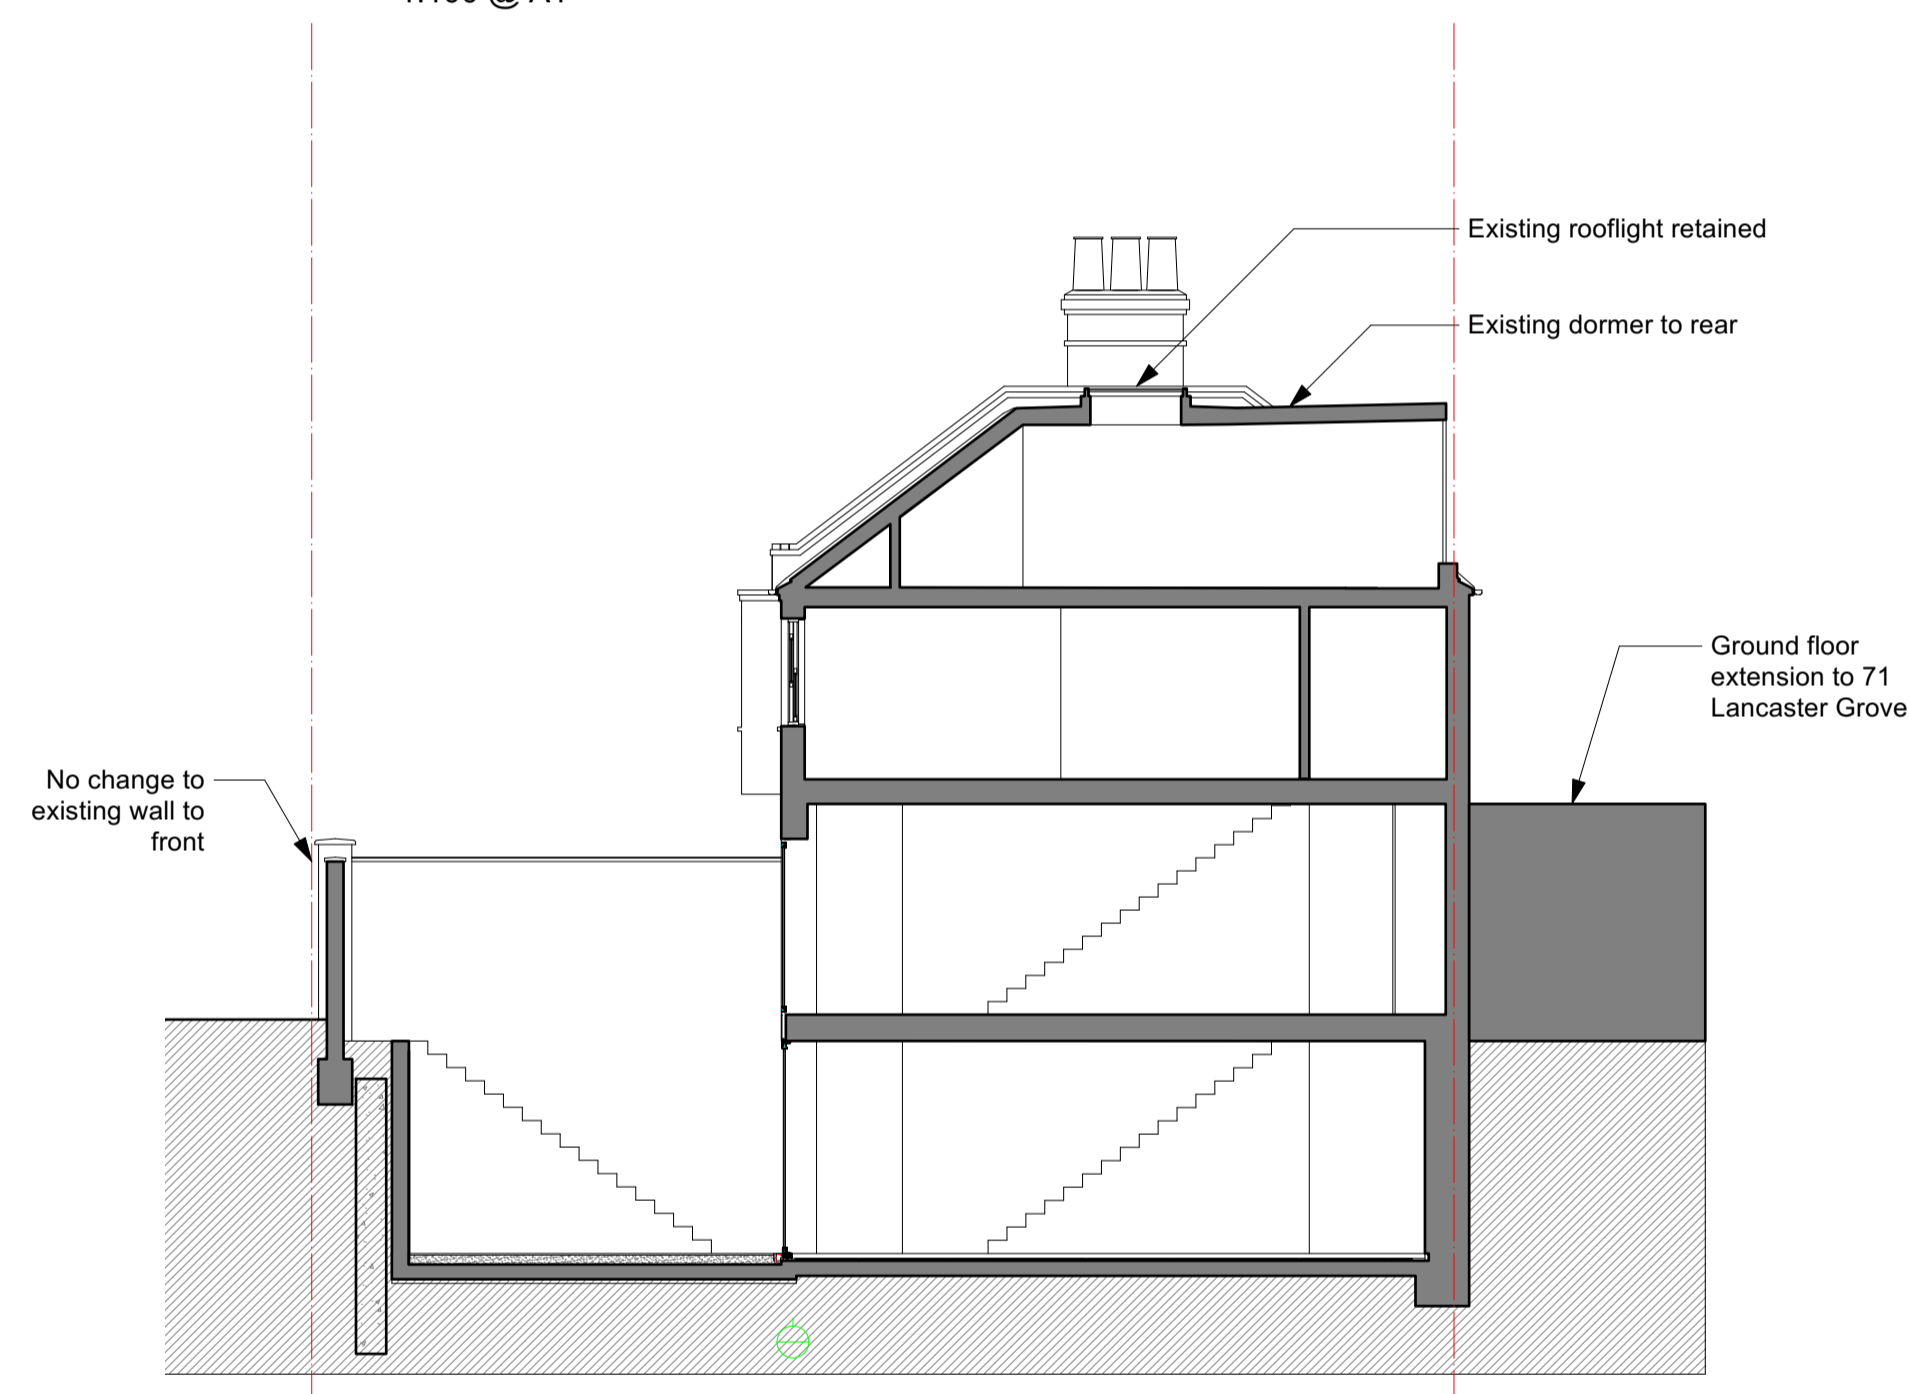 Existing rooflight retained
Existing dormer to rear
Ground floor
extension to 71
Lancaster Grove
No change to
existing wall to
front